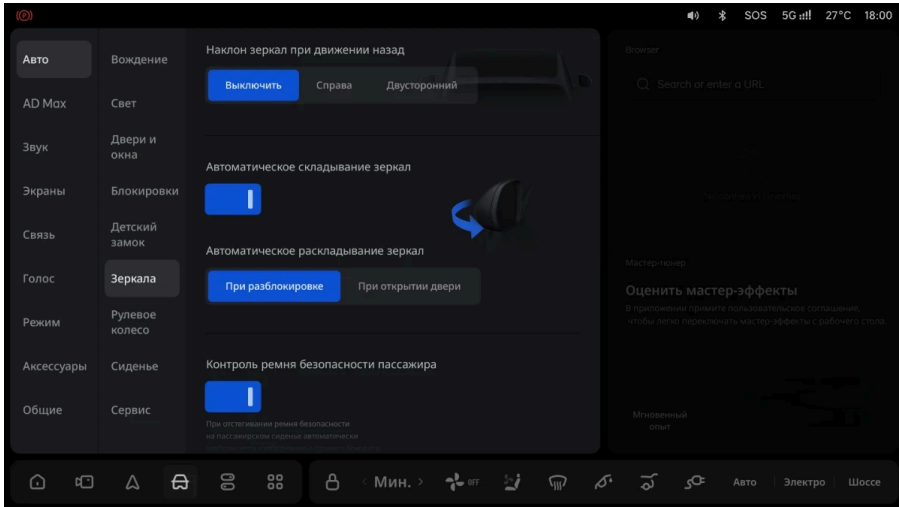 (P)
SOS 5G 27°C 18:00
Авто
AD Max
Звук
Экраны
Связь
Голос
Режим
Аксессуары
Общие
Вождение
Свет
Двери и
окна
Блокировки
Детский
замок
Зеркала
Рулевое
колесо
Сиденье
Сервис
Наклон зеркал при движении назад
Выключить Справа Двусторонний
Автоматическое складывание зеркал
Автоматическое раскладывание зеркал
При разблокировке При открытии двери
Контроль ремня безопасности пассажира
При отстегивании ремня безопасности
на пассажирском сиденье автоматически
Browser
Search or enter a URL
Мастер-тюнер
Оценить мастер-эффекты
В приложении примите пользовательское соглашение,
чтобы легко переключать мастер-эффекты с рабочего стола.
Мгновенный
опыт
< Мин. > OFF Авто Электро Шоссе